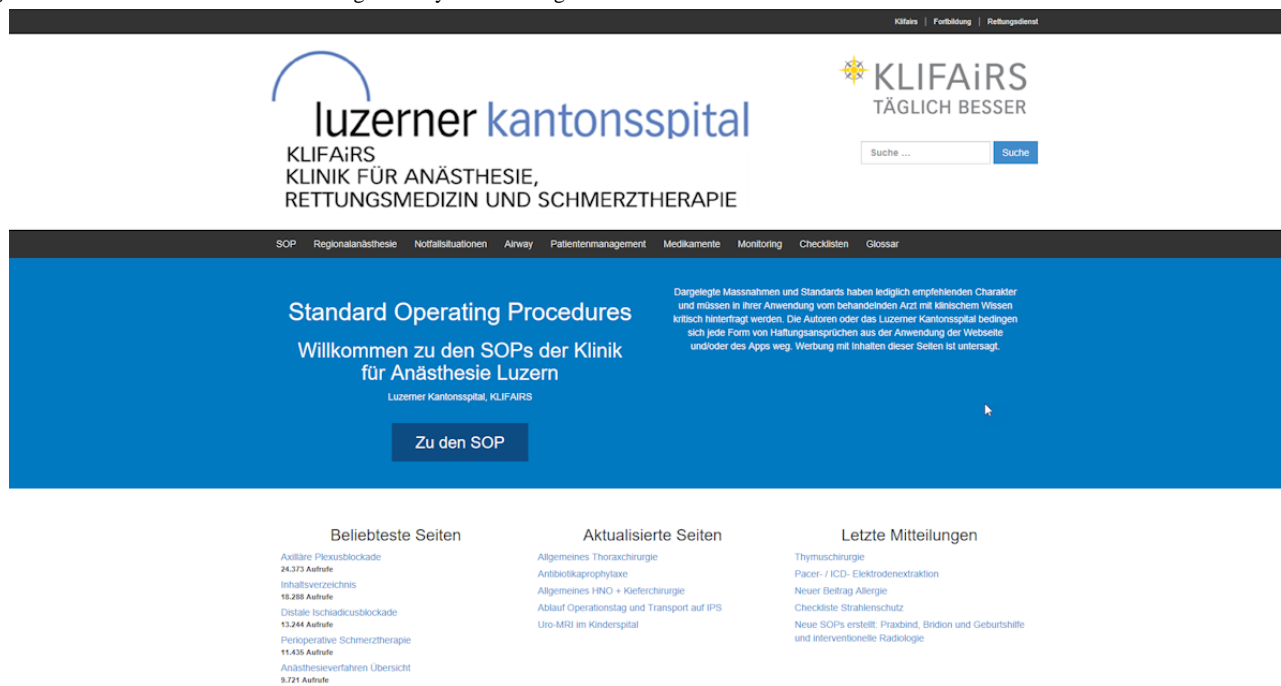 Klifairs | Fortbildung | Rettungsdienst
luzerner kantonsspital
KLIFAiRS
KLINIK FÜR ANÄSTHESIE,
RETTUNGSMEDIZIN UND SCHMERZTHERAPIE
KLIFAiRS
TÄGLICH BESSER
Suche ...
Suche
SOP Regionalanästhesie Notfallsituationen Airway Patientenmanagement Medikamente Monitoring Checklisten Glossar
Standard Operating Procedures
Willkommen zu den SOPs der Klinik
für Anästhesie Luzern
Luzerner Kantonsspital, KLIFAIRS
Zu den SOP
Dargelegte Massnahmen und Standards haben lediglich empfehlenden Charakter
und müssen in ihrer Anwendung vom behandelnden Arzt mit klinischem Wissen
kritisch hinterfragt werden. Die Autoren oder das Luzerner Kantonsspital bedingen
sich jede Form von Haftungsansprüchen aus der Anwendung der Webseite
und/oder des Apps weg. Werbung mit Inhalten dieser Seiten ist untersagt.
Beliebteste Seiten
Axilläre Plexusblockade
24.373 Aufrufe
Inhaltsverzeichnis
18.288 Aufrufe
Distale Ischiadicusblockade
13.244 Aufrufe
Perioperative Schmerztherapie
11.435 Aufrufe
Anästhesieverfahren Übersicht
9.721 Aufrufe
Aktualisierte Seiten
Allgemeines Thoraxchirurgie
Antibiotikaprophylaxe
Allgemeines HNO + Kieferchirurgie
Ablauf Operationstag und Transport auf IPS
Uro-MRI im Kinderspital
Letzte Mitteilungen
Thymuschirurgie
Pacer- / ICD- Elektrodenextraktion
Neuer Beitrag Allergie
Checkliste Strahlenschutz
Neue SOPs erstellt: Praxbind, Bridion und Geburtshilfe
und interventionelle Radiologie